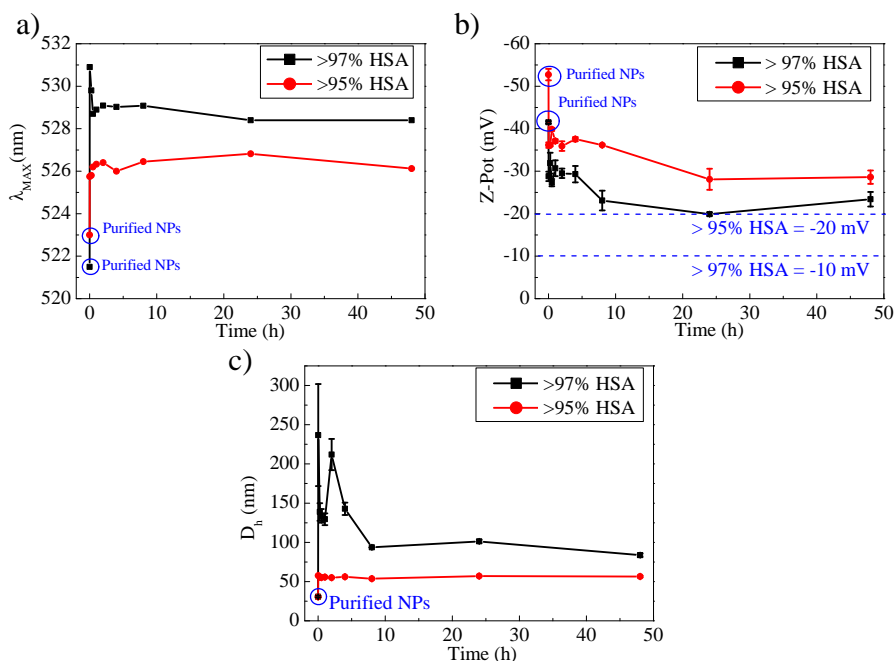 a)
532
530
528
526
524
522
520
λMAX(nm)
>97% HSA
>95% HSA
Purified NPs
Purified NPs
0
10
20
30
40
50
Time (h)
b)
-60
-50
-40
-30
-20
-10
0
Z-Pot (mV)
> 97% HSA
> 95% HSA
Purified NPs
Purified NPs
> 95% HSA = -20 mV
> 97% HSA = -10 mV
0
10
20
30
40
50
Time (h)
c)
300
250
200
150
100
50
0
Dh (nm)
>97% HSA
>95% HSA
Purified NPs
0
10
20
30
40
50
Time (h)